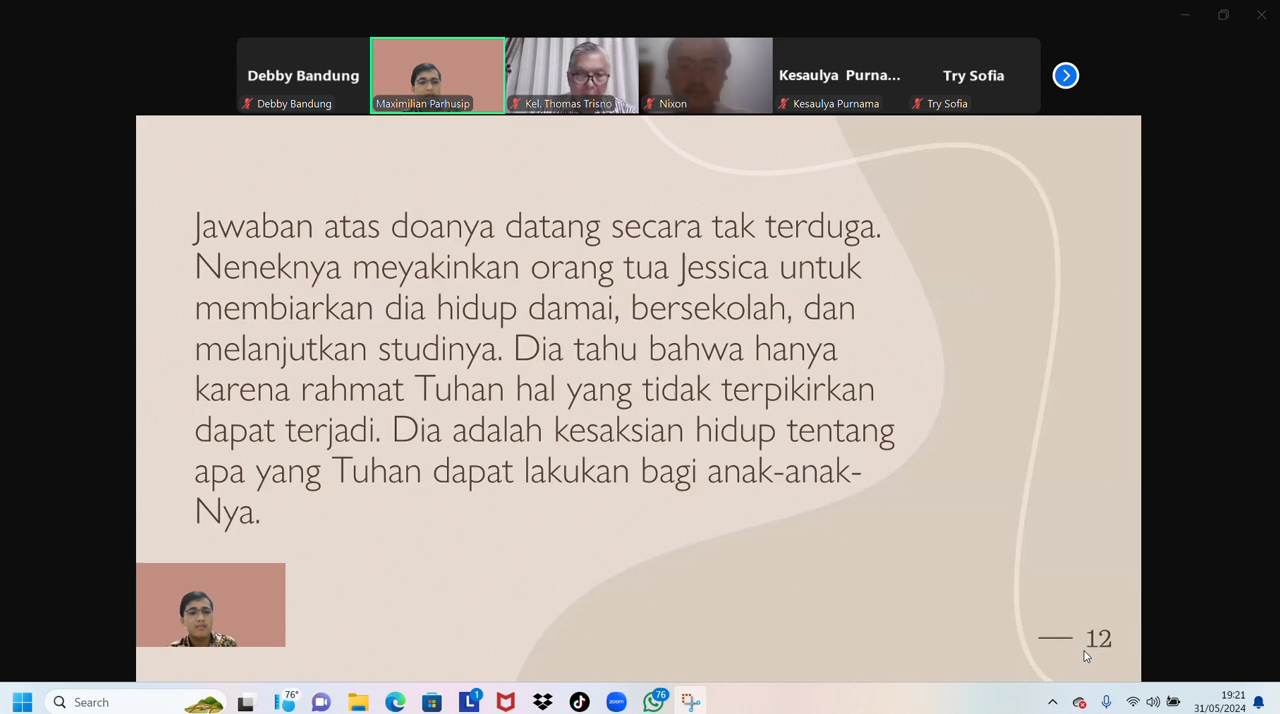 Debby Bandung
Debby Bandung
Maximilian Parhusip
Kel. Thomas Trisno
Nixon
Kesaulya Purna...
Kesaulya Purnama
Try Sofia
Try Sofia
Jawaban atas doanya datang secara tak terduga.
Neneknya meyakinkan orang tua Jessica untuk
membiarkan dia hidup damai, bersekolah, dan
melanjutkan studinya. Dia tahu bahwa hanya
karena rahmat Tuhan hal yang tidak terpikirkan
dapat terjadi. Dia adalah kesaksian hidup tentang
apa yang Tuhan dapat lakukan bagi anak-anak-
Nya.
12
Search
76°
L 1
zoom
76
19:21
31/05/2024